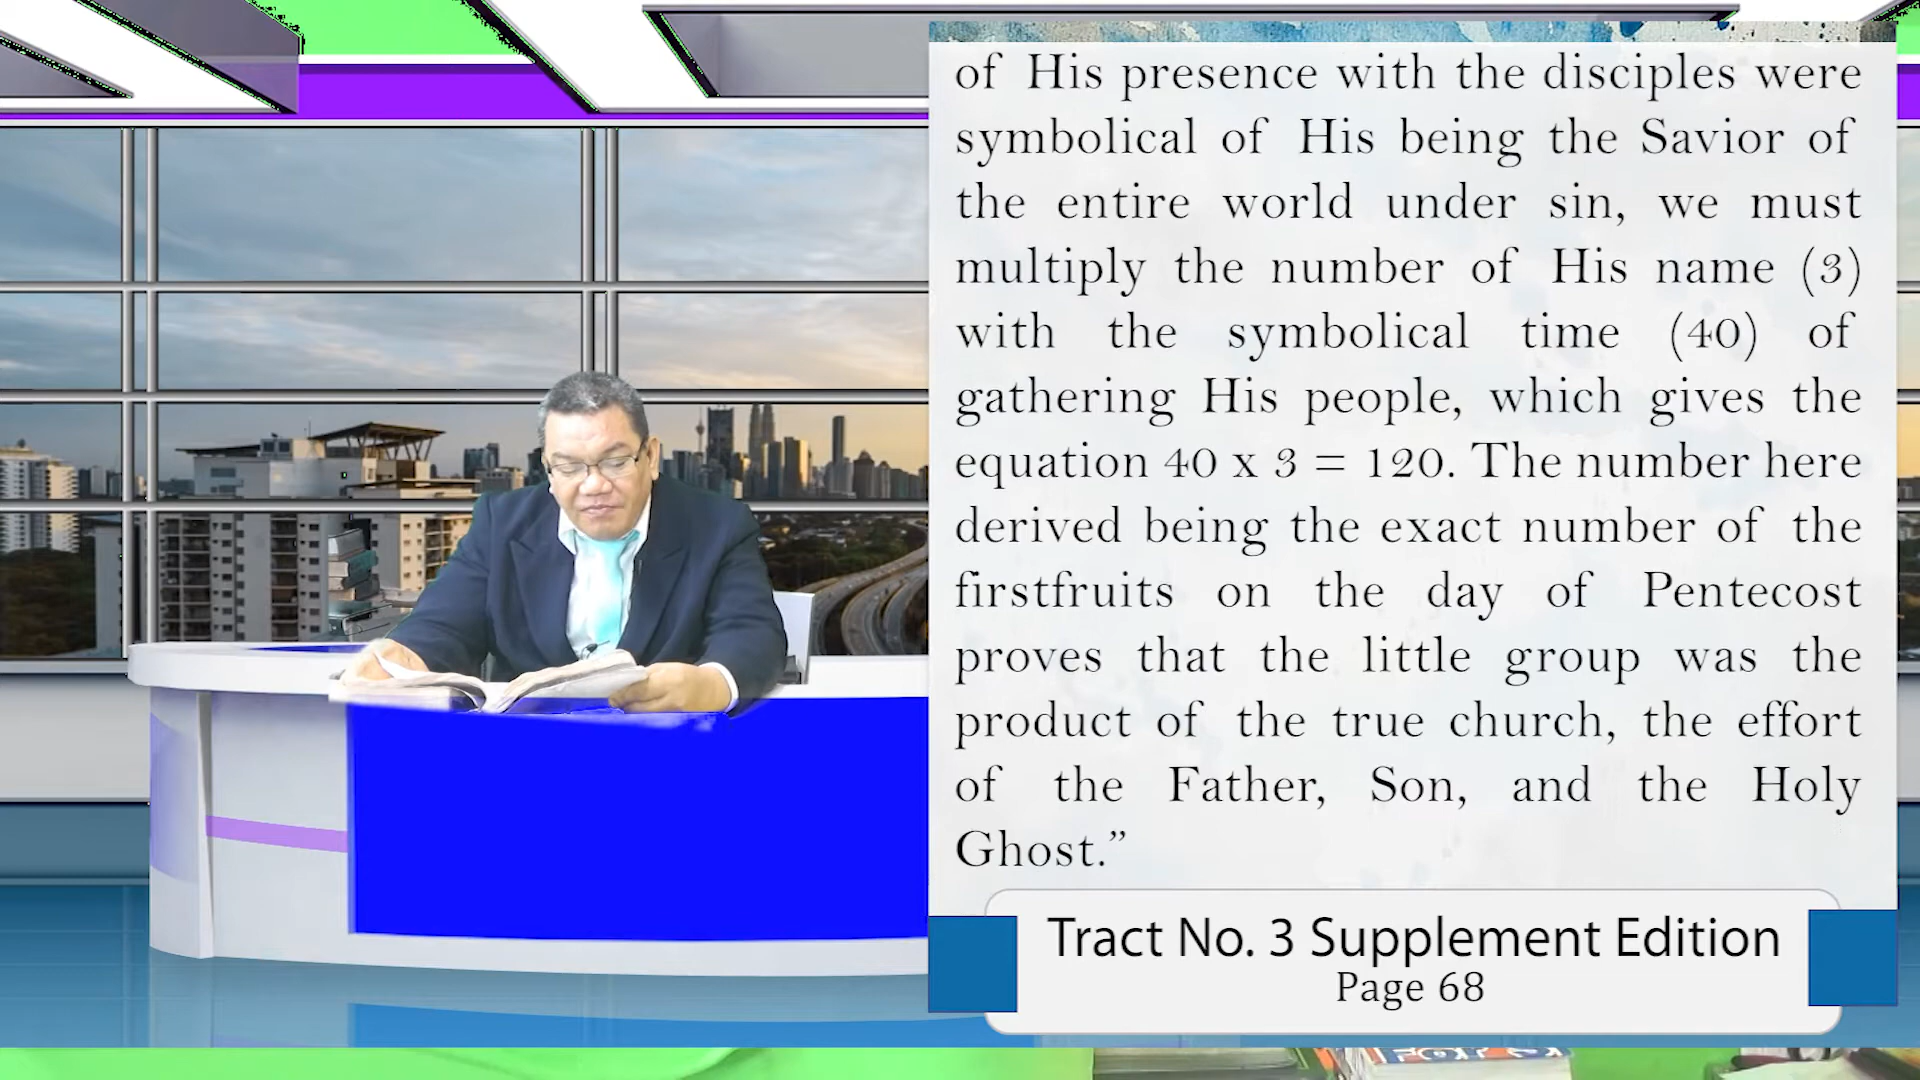 of His presence with the disciples were
symbolical of His being the Savior of
the entire world under sin, we must
multiply the number of His name (3)
with the symbolical time (40) of
gathering His people, which gives the
equation 40 x 3 = 120. The number here
derived being the exact number of the
firstfruits on the day of Pentecost
proves that the little group was the
product of the true church, the effort
of the Father, Son, and the Holy
Ghost.”
Tract No. 3 Supplement Edition
Page 68